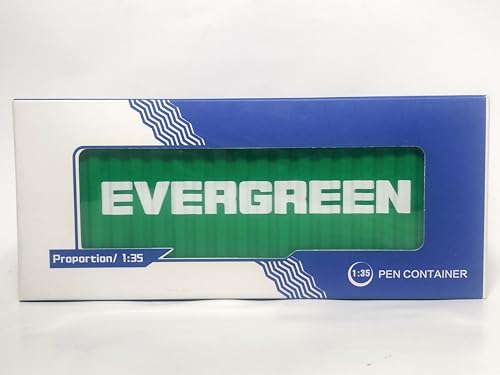 EVERGREEN
Proportion/ 1:35
1:35 PEN CONTAINER